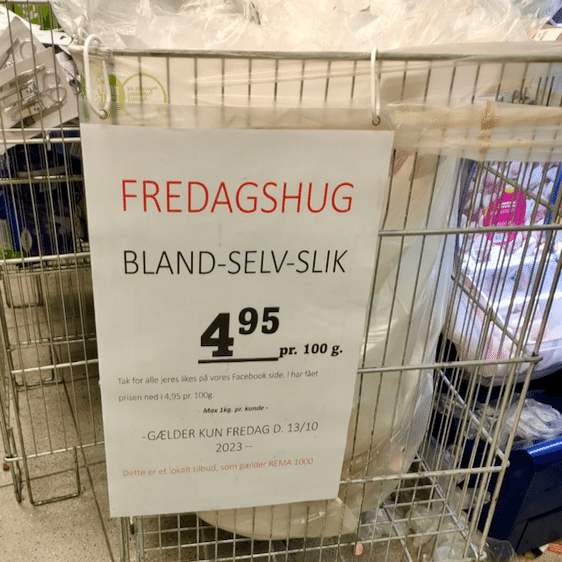 FREDAGSHUG
BLAND-SELV-SLIK
4.95
pr. 100 g.
Tak for alle jeres likes på vores Facebook side, I har fået
prisen ned i 4,95 pr. 100g.
- Max 1kg. pr. kunde -
-GÆLDER KUN FREDAG D. 13/10
2023 –
Dette er et lokalt tilbud, som gælder REMA 1000